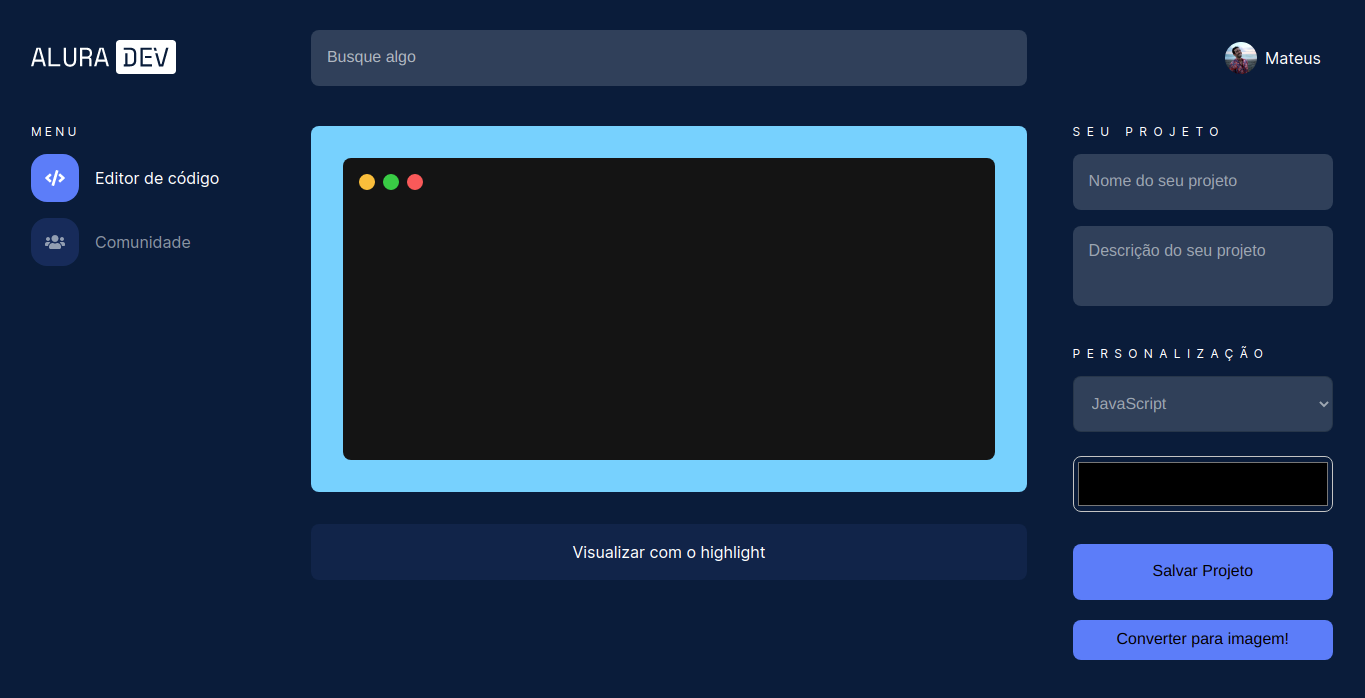 ALURA DEV
Busque algo
Mateus
MENU
Editor de código
Comunidade
Visualizar com o highlight
SEU PROJETO
Nome do seu projeto
Descrição do seu projeto
PERSONALIZAÇÃO
JavaScript
Salvar Projeto
Converter para imagem!